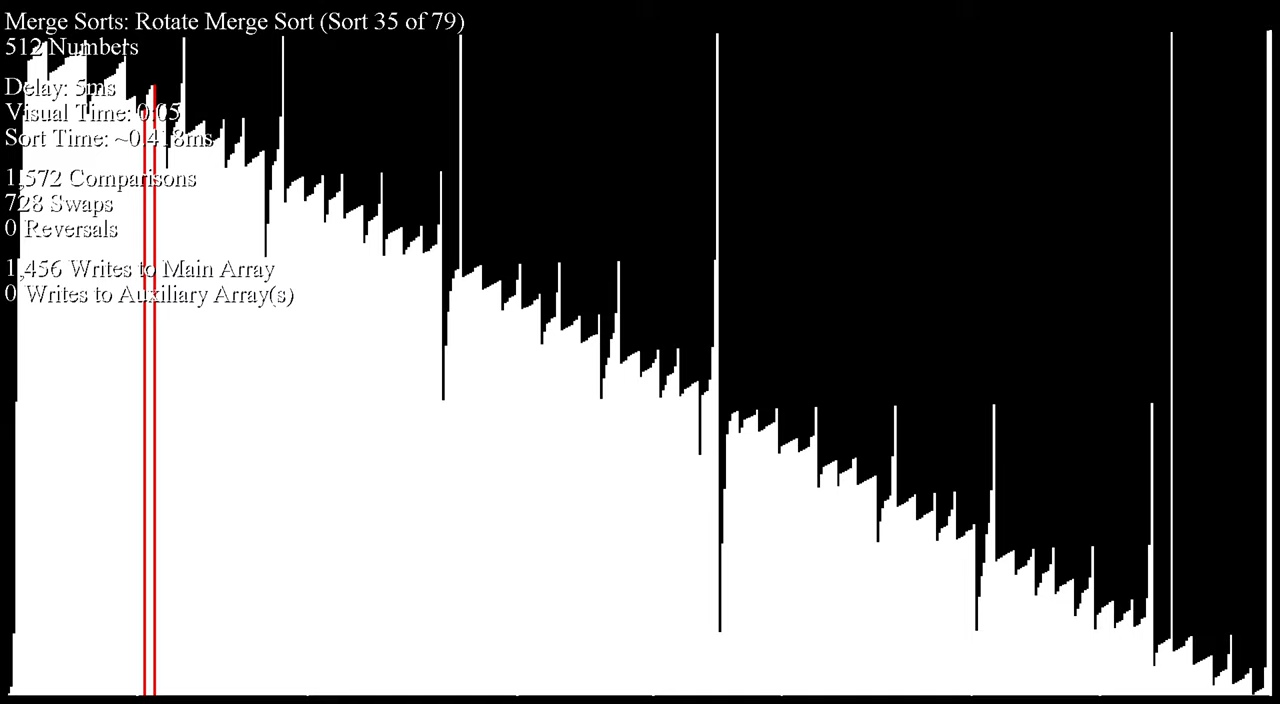 Merge Sorts: Rotate Merge Sort (Sort 35 of 79)
512 Numbers
Delay: 5ms
Visual Time: 0:05
Sort Time: ~0.418ms
1,572 Comparisons
728 Swaps
0 Reversals
1,456 Writes to Main Array
0 Writes to Auxiliary Array(s)